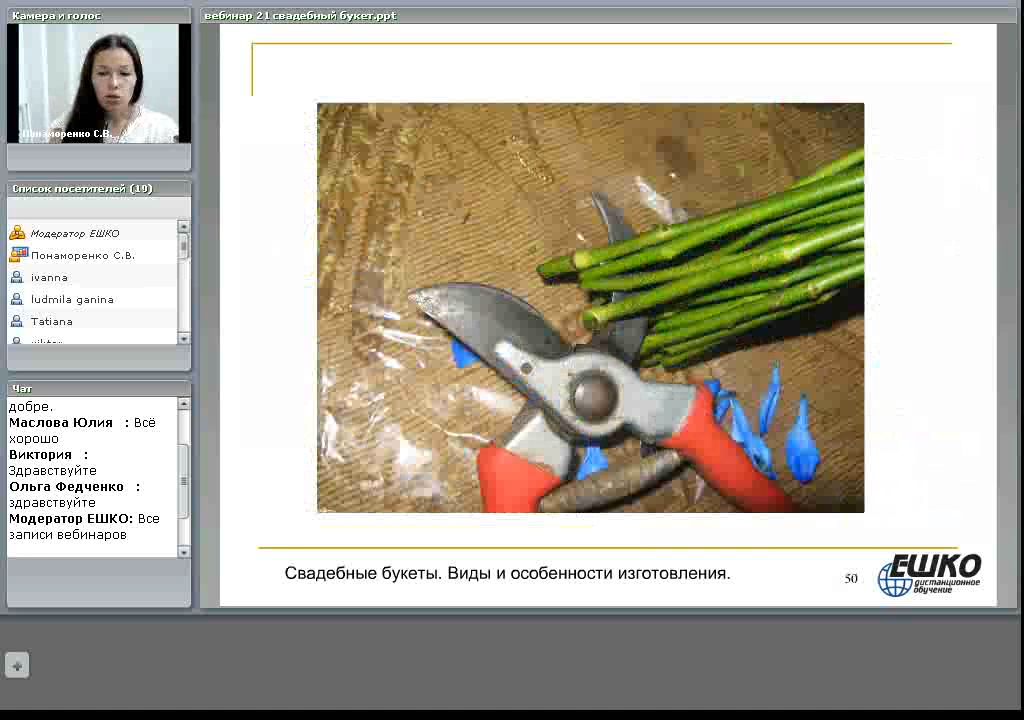 Камера и голос
Понаморенко С.В.
Список посетителей (19)
Модератор ЕШКО
Понаморенко С.В.
ivanna
ludmila ganina
Tatiana
Чат
добре.
Маслова Юлия : Всё
хорошо
Виктория :
Здравствуйте
Ольга Федченко :
здравствуйте
Модератор ЕШКО: Все
записи вебинаров
вебинар 21 свадебный букет.ppt
Свадебные букеты. Виды и особенности изготовления.
50
ЕШКО
дистанционное
обучение